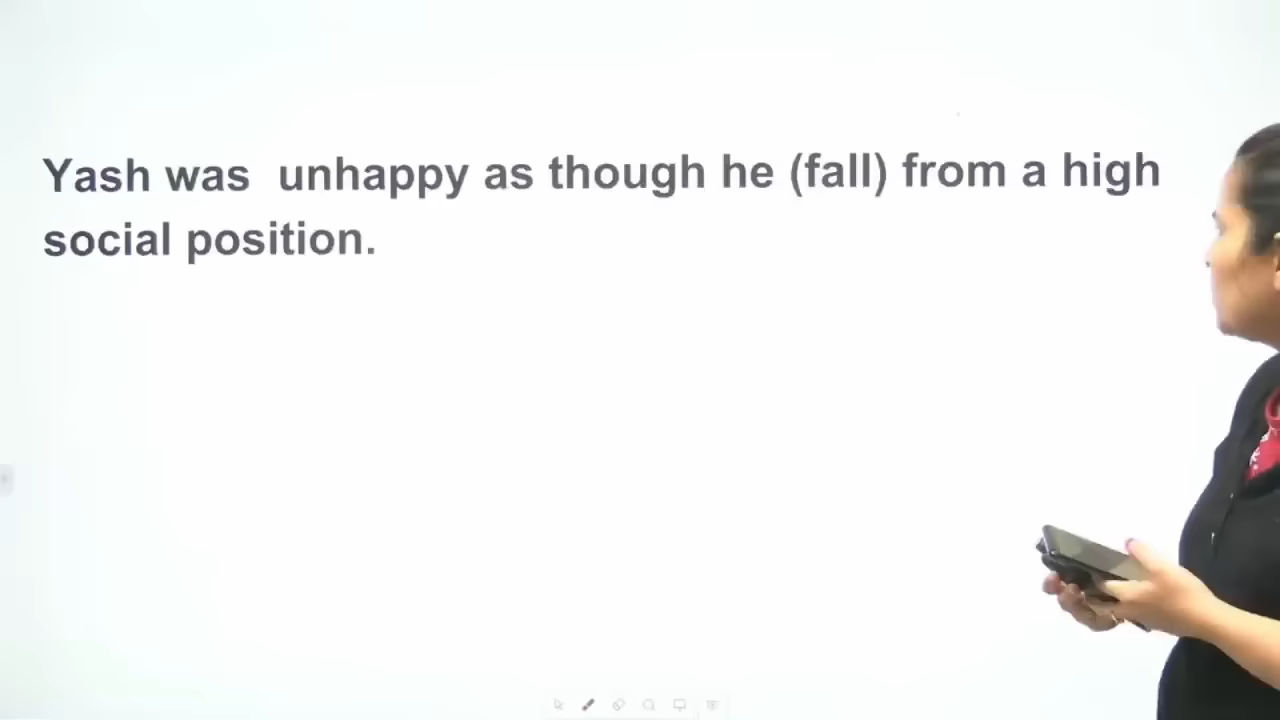 Yash was unhappy as though he (fall) from a high
social position.